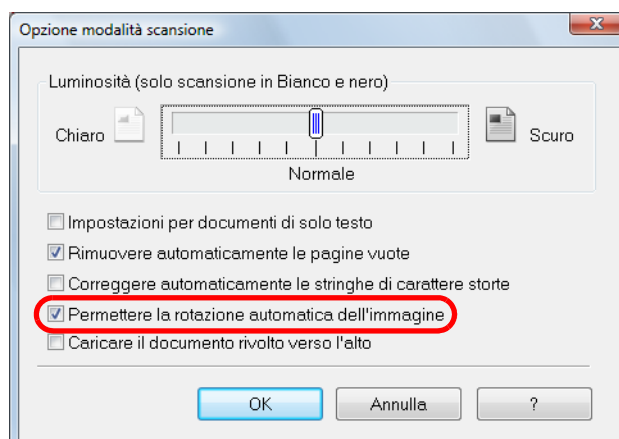 Opzione modalità scansione
Luminosità (solo scansione in Bianco e nero)
Chiaro
Scuro
Normale
Impostazioni per documenti di solo testo
Rimuovere automaticamente le pagine vuote
Correggere automaticamente le stringhe di carattere storte
Permettere la rotazione automatica dell'immagine
Caricare il documento rivolto verso l'alto
OK Annulla ?